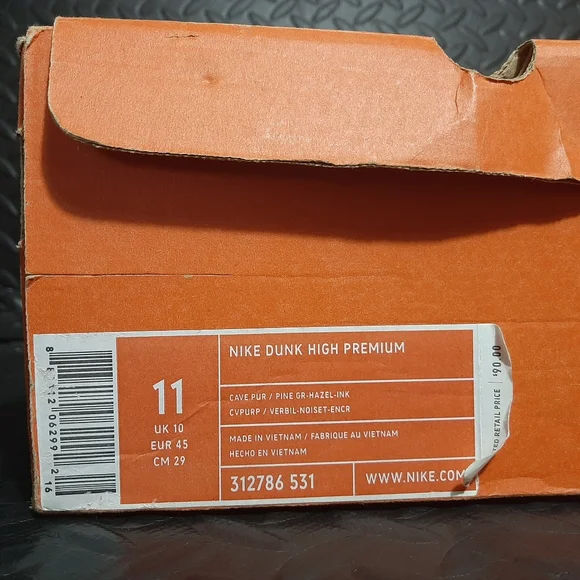 NIKE DUNK HIGH PREMIUM
11
UK 10
EUR 45
CM 29
CAVE.PUR / PINE GR-HAZEL-INK
CVPURP / VERBIL-NOISET-ENCR
MADE IN VIETNAM / FABRIQUE AU VIETNAM
HECHO EN VIETNAM
312786 531
WWW.NIKE.COM
RETAIL PRICE $90.00